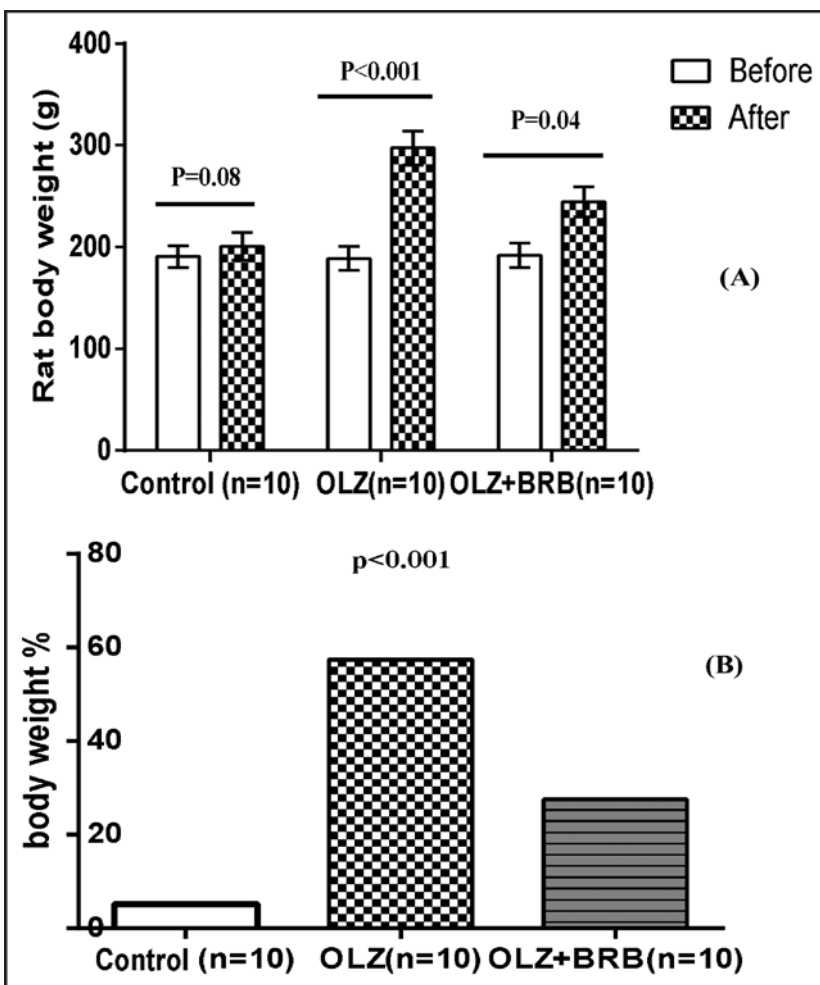 400
300
200
100
0
Rat body weight (g)
P=0.08
P<0.001
P=0.04
Before
After
(A)
Control (n=10)
OLZ(n=10)
OLZ+BRB(n=10)
80
60
40
20
0
body weight %
p<0.001
(B)
Control (n=10)
OLZ(n=10)
OLZ+BRB(n=10)